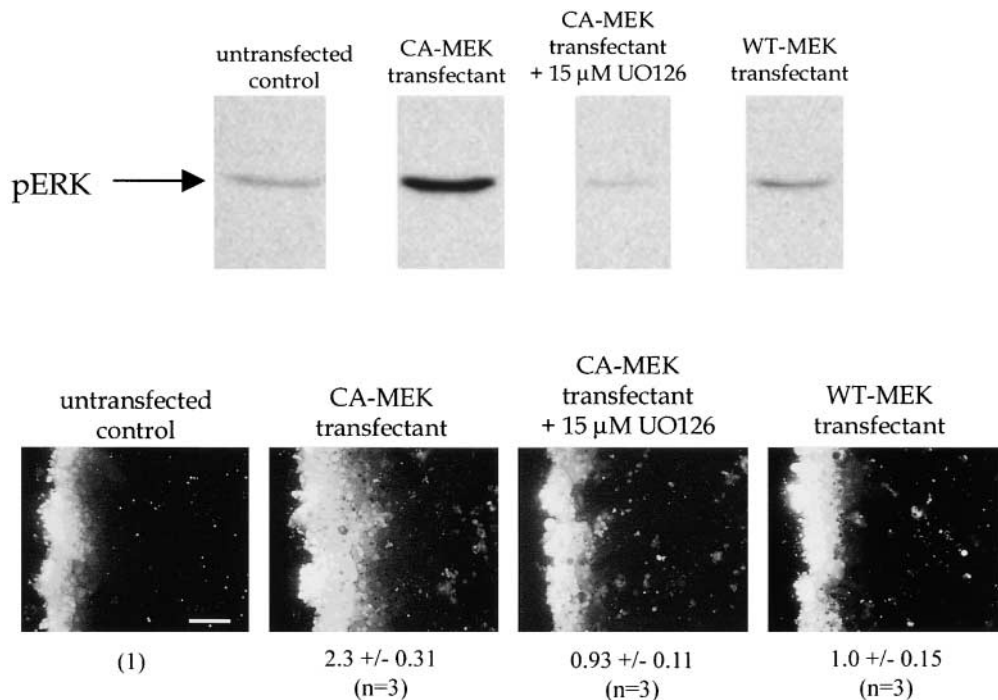 untransfected
control
CA-MEK
transfectant
CA-MEK
transfectant
+ 15 µM UO126
WT-MEK
transfectant
pERK
untransfected
control
CA-MEK
transfectant
CA-MEK
transfectant
+ 15 µM UO126
WT-MEK
transfectant
(1)
2.3 +/- 0.31
(n=3)
0.93 +/- 0.11
(n=3)
1.0 +/- 0.15
(n=3)